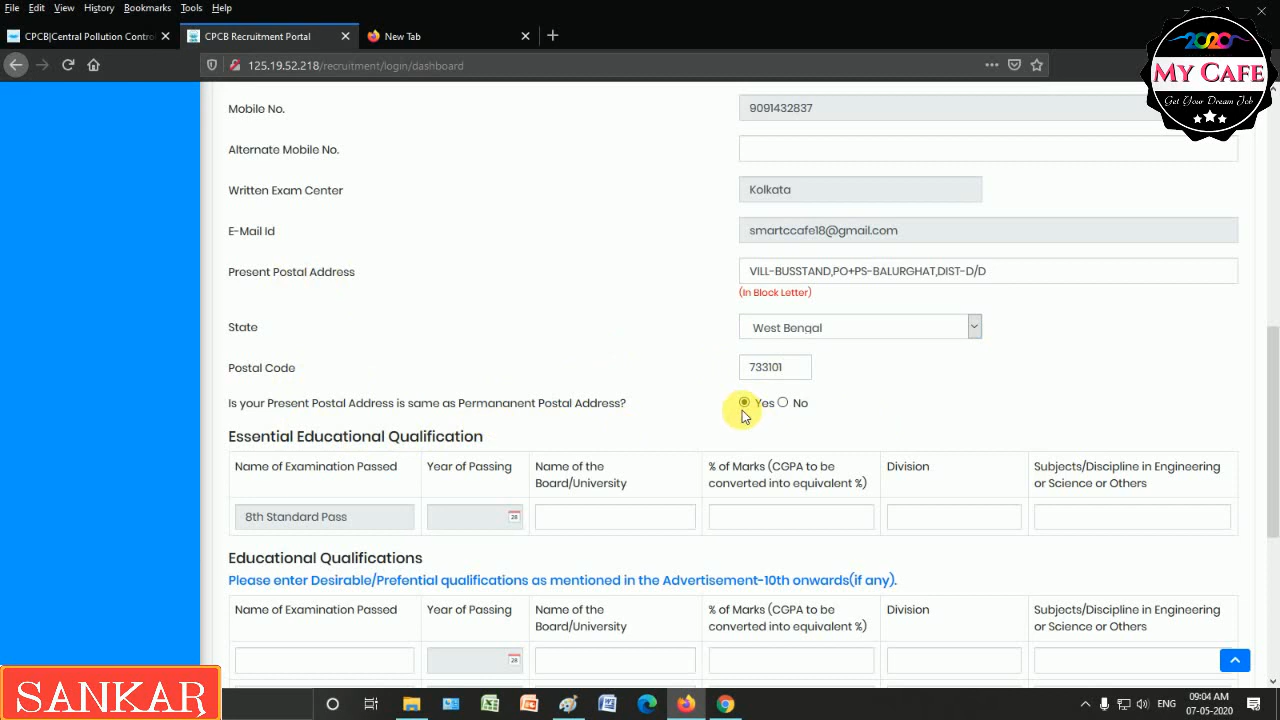 File Edit View History Bookmarks Tools Help
CPCB|Central Pollution Contro
CPCB Recruitment Portal
New Tab
125.19.52.218/recruitment/login/dashboard
2020
MY CAFE
Get Your Dream Job
Mobile No. 9091432837
Alternate Mobile No.
Written Exam Center Kolkata
E-Mail Id smartccafe18@gmail.com
Present Postal Address VILL-BUSSTAND,PO+PS-BALURGHAT,DIST-D/D
(In Block Letter)
State West Bengal
Postal Code 733101
Is your Present Postal Address is same as Permananent Postal Address? Yes No
Essential Educational Qualification
Name of Examination Passed Year of Passing Name of the Board/University % of Marks (CGPA to be converted into equivalent %) Division Subjects/Discipline in Engineering or Science or Others
8th Standard Pass 28
Educational Qualifications
Please enter Desirable/Prefential qualifications as mentioned in the Advertisement-10th onwards(if any).
Name of Examination Passed Year of Passing Name of the Board/University % of Marks (CGPA to be converted into equivalent %) Division Subjects/Discipline in Engineering or Science or Others
28
SANKAR
ENG
09:04 AM
07-05-2020